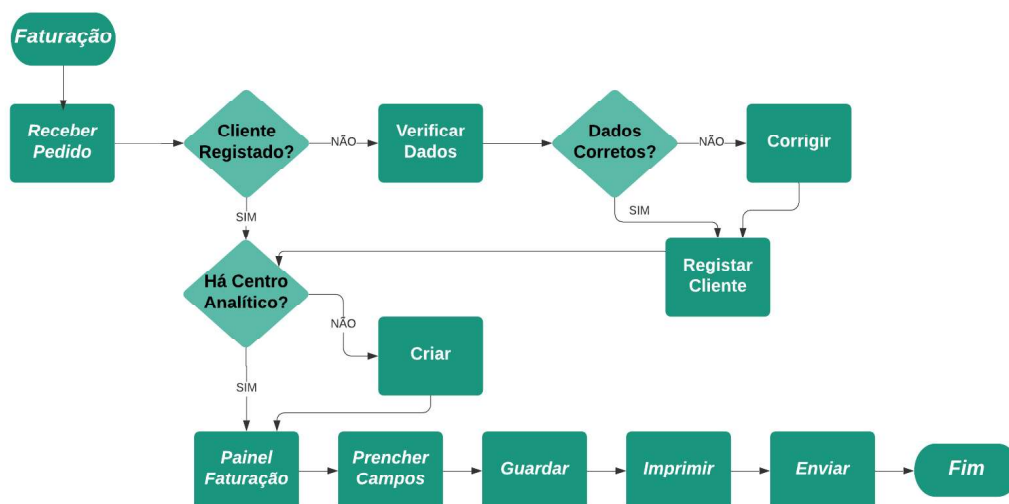 Faturação
Receber
Pedido
Cliente
Registado?
NÃO
Verificar
Dados
Dados
Corretos?
NÃO
Corrigir
SIM
SIM
Registar
Cliente
Há Centro
Analítico?
NÃO
Criar
SIM
Painel
Faturação
Prencher
Campos
Guardar
Imprimir
Enviar
Fim